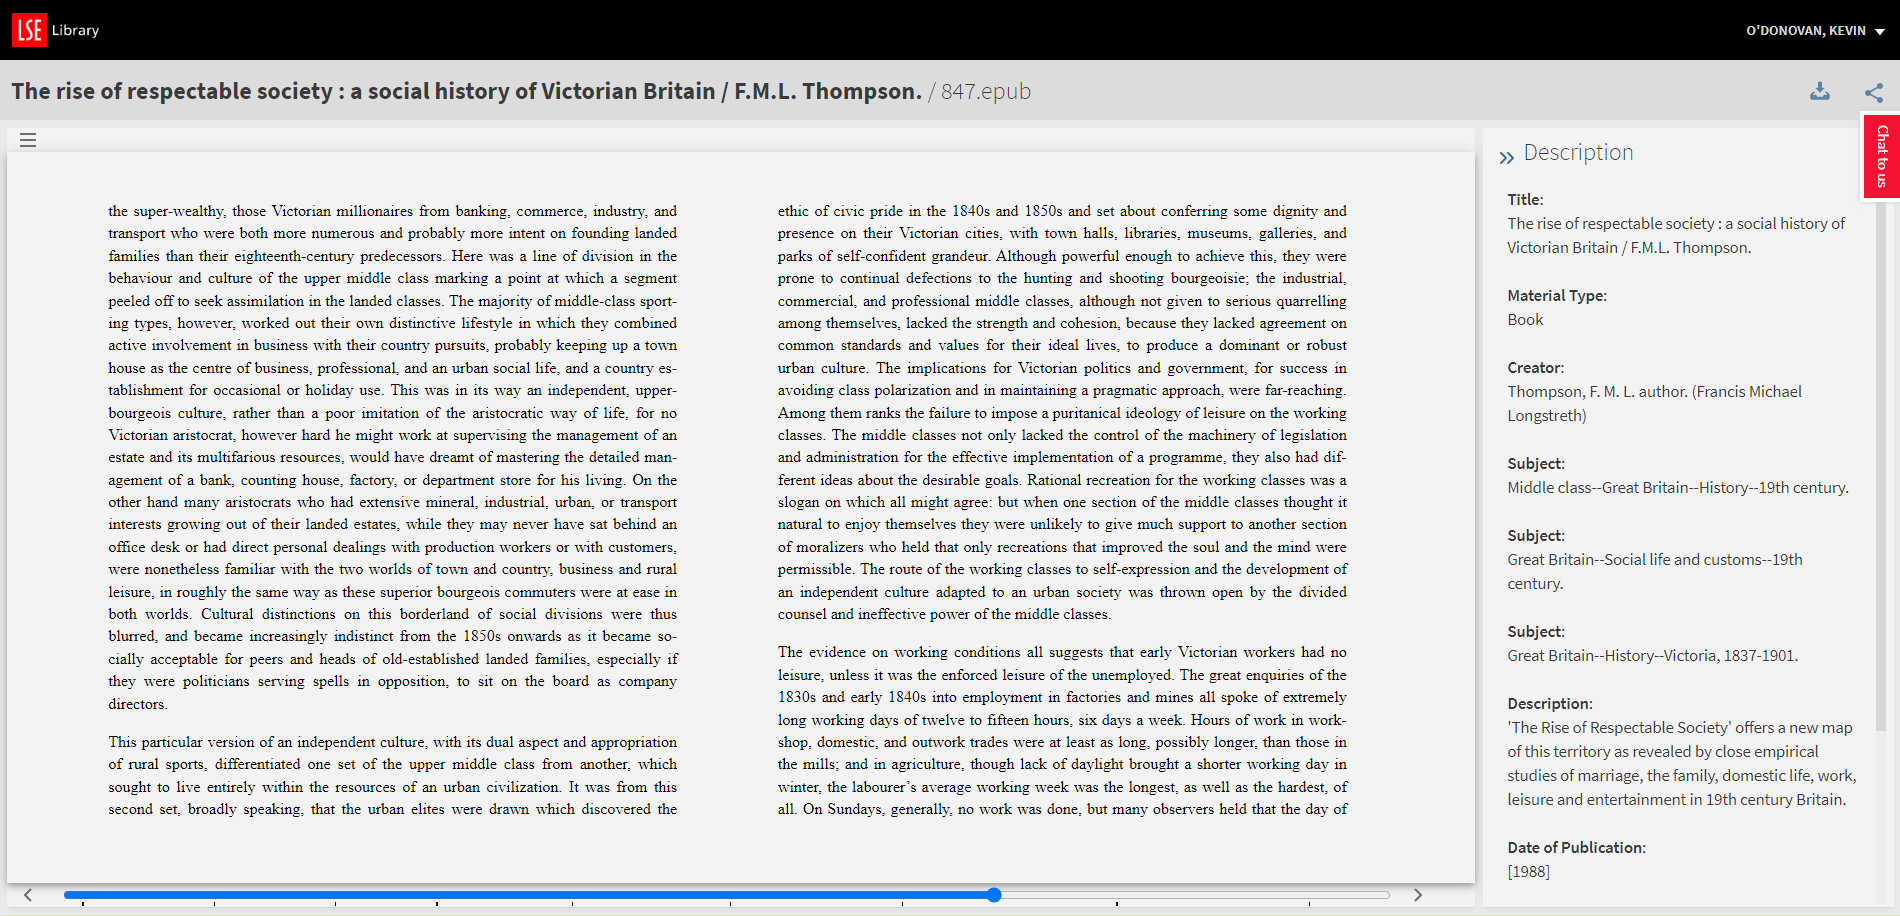 LSE Library
O'DONOVAN, KEVIN
The rise of respectable society : a social history of Victorian Britain / F.M.L. Thompson. / 847.epub
Chat to us
the super-wealthy, those Victorian millionaires from banking, commerce, industry, and
transport who were both more numerous and probably more intent on founding landed
families than their eighteenth-century predecessors. Here was a line of division in the
behaviour and culture of the upper middle class marking a point at which a segment
peeled off to seek assimilation in the landed classes. The majority of middle-class sport-
ing types, however, worked out their own distinctive lifestyle in which they combined
active involvement in business with their country pursuits, probably keeping up a town
house as the centre of business, professional, and an urban social life, and a country es-
tablishment for occasional or holiday use. This was in its way an independent, upper-
bourgeois culture, rather than a poor imitation of the aristocratic way of life, for no
Victorian aristocrat, however hard he might work at supervising the management of an
estate and its multifarious resources, would have dreamt of mastering the detailed man-
agement of a bank, counting house, factory, or department store for his living. On the
other hand many aristocrats who had extensive mineral, industrial, urban, or transport
interests growing out of their landed estates, while they may never have sat behind an
office desk or had direct personal dealings with production workers or with customers,
were nonetheless familiar with the two worlds of town and country, business and rural
leisure, in roughly the same way as these superior bourgeois commuters were at ease in
both worlds. Cultural distinctions on this borderland of social divisions were thus
blurred, and became increasingly indistinct from the 1850s onwards as it became so-
cially acceptable for peers and heads of old-established landed families, especially if
they were politicians serving spells in opposition, to sit on the board as company
directors.
This particular version of an independent culture, with its dual aspect and appropriation
of rural sports, differentiated one set of the upper middle class from another, which
sought to live entirely within the resources of an urban civilization. It was from this
second set, broadly speaking, that the urban elites were drawn which discovered the
ethic of civic pride in the 1840s and 1850s and set about conferring some dignity and
presence on their Victorian cities, with town halls, libraries, museums, galleries, and
parks of self-confident grandeur. Although powerful enough to achieve this, they were
prone to continual defections to the hunting and shooting bourgeoisie; the industrial,
commercial, and professional middle classes, although not given to serious quarrelling
among themselves, lacked the strength and cohesion, because they lacked agreement on
common standards and values for their ideal lives, to produce a dominant or robust
urban culture. The implications for Victorian politics and government, for success in
avoiding class polarization and in maintaining a pragmatic approach, were far-reaching.
Among them ranks the failure to impose a puritanical ideology of leisure on the working
classes. The middle classes not only lacked the control of the machinery of legislation
and administration for the effective implementation of a programme, they also had dif-
ferent ideas about the desirable goals. Rational recreation for the working classes was a
slogan on which all might agree: but when one section of the middle classes thought it
natural to enjoy themselves they were unlikely to give much support to another section
of moralizers who held that only recreations that improved the soul and the mind were
permissible. The route of the working classes to self-expression and the development of
an independent culture adapted to an urban society was thrown open by the divided
counsel and ineffective power of the middle classes.
The evidence on working conditions all suggests that early Victorian workers had no
leisure, unless it was the enforced leisure of the unemployed. The great enquiries of the
1830s and early 1840s into employment in factories and mines all spoke of extremely
long working days of twelve to fifteen hours, six days a week. Hours of work in work-
shop, domestic, and outwork trades were at least as long, possibly longer, than those in
the mills; and in agriculture, though lack of daylight brought a shorter working day in
winter, the labourer’s average working week was the longest, as well as the hardest, of
all. On Sundays, generally, no work was done, but many observers held that the day of
Description
Title:
The rise of respectable society : a social history of
Victorian Britain / F.M.L. Thompson.
Material Type:
Book
Creator:
Thompson, F. M. L. author. (Francis Michael
Longstreth)
Subject:
Middle class--Great Britain--History--19th century.
Subject:
Great Britain--Social life and customs--19th
century.
Subject:
Great Britain--History--Victoria, 1837-1901.
Description:
'The Rise of Respectable Society' offers a new map
of this territory as revealed by close empirical
studies of marriage, the family, domestic life, work,
leisure and entertainment in 19th century Britain.
Date of Publication:
[1988]